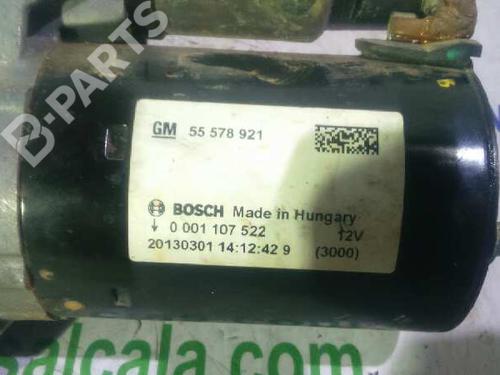 B-PARTS
GM 55 578 921
BOSCH Made in Hungary
0 001 107 522 12V
20130301 14:12:42 9 (3000)
salcala.com